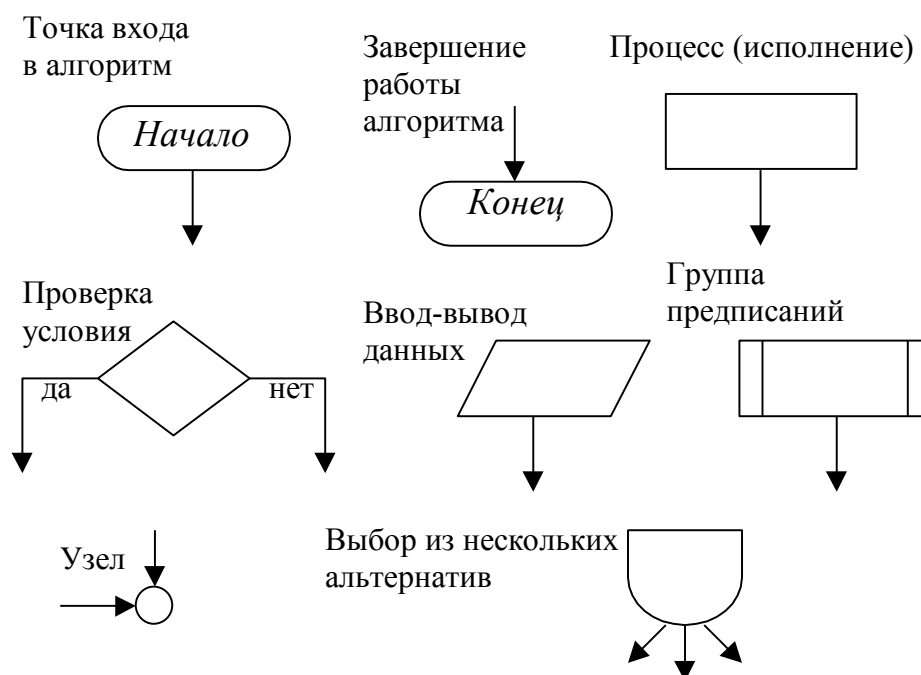 Точка входа
в алгоритм
Начало
Завершение
работы
алгоритма
Конец
Процесс (исполнение)
Проверка
условия
да
нет
Ввод-вывод
данных
Группа
предписаний
Узел
Выбор из нескольких
альтернатив